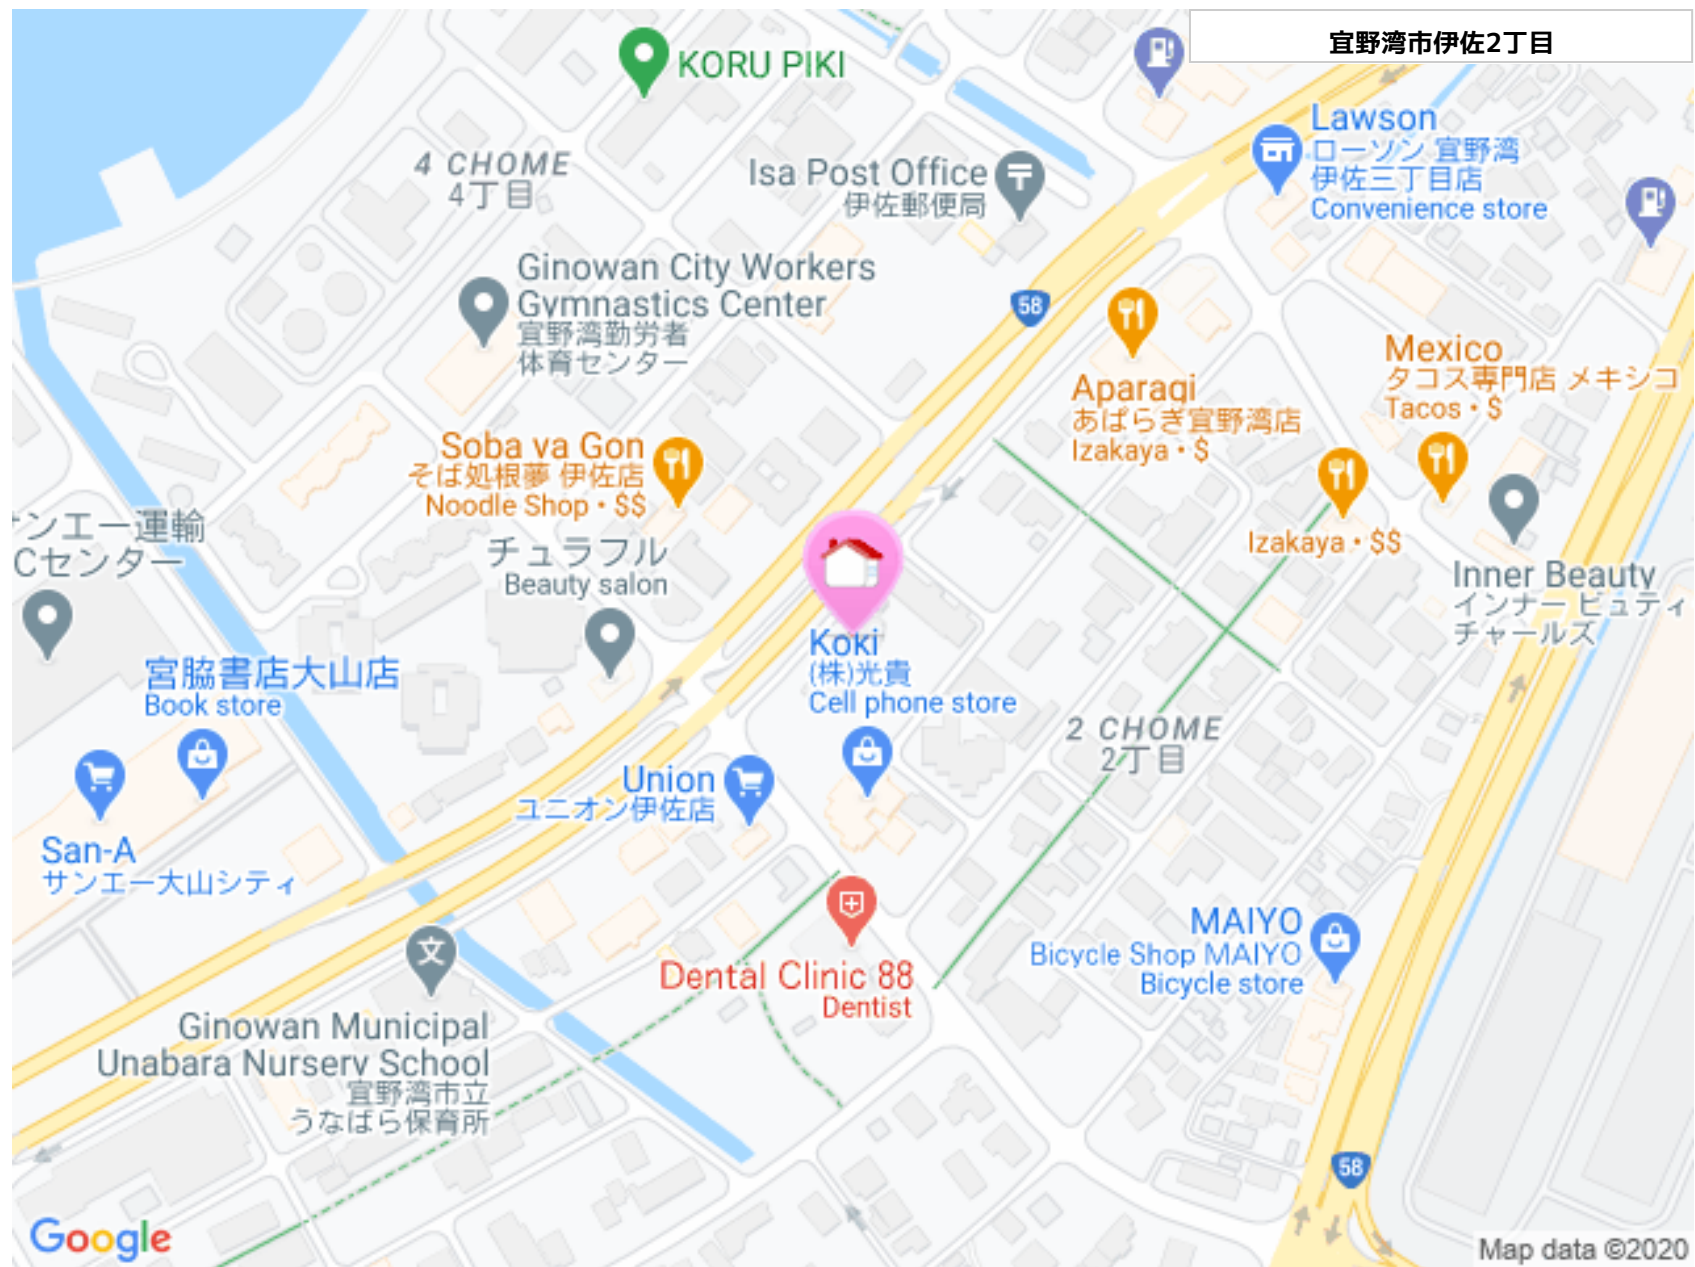 宜野湾市伊佐2丁目
KORU PIKI
Lawson
ローソン 宜野湾
伊佐三丁目店
Convenience store
4 CHOME
4丁目
Isa Post Office
伊佐郵便局
Ginowan City Workers
Gymnastics Center
宜野湾勤労者
体育センター
58
Aparagi
あぱらぎ宜野湾店
Izakaya • $
Mexico
タコス専門店 メキシコ
Tacos • $
Soba ya Gon
そば処根夢 伊佐店
Noodle Shop • $$
Izakaya • $$
ンエー運輸
Cセンター
チュラフル
Beauty salon
Inner Beauty
インナー ビュティ
チャールズ
Koki
(株)光貴
Cell phone store
宮脇書店大山店
Book store
2 CHOME
2丁目
Union
ユニオン伊佐店
San-A
サンエー大山シティ
文
MAIYO
Bicycle Shop MAIYO
Bicycle store
Dental Clinic 88
Dentist
Ginowan Municipal
Unabara Nursery School
宜野湾市立
うなばら保育所
58
Google
Map data ©2020